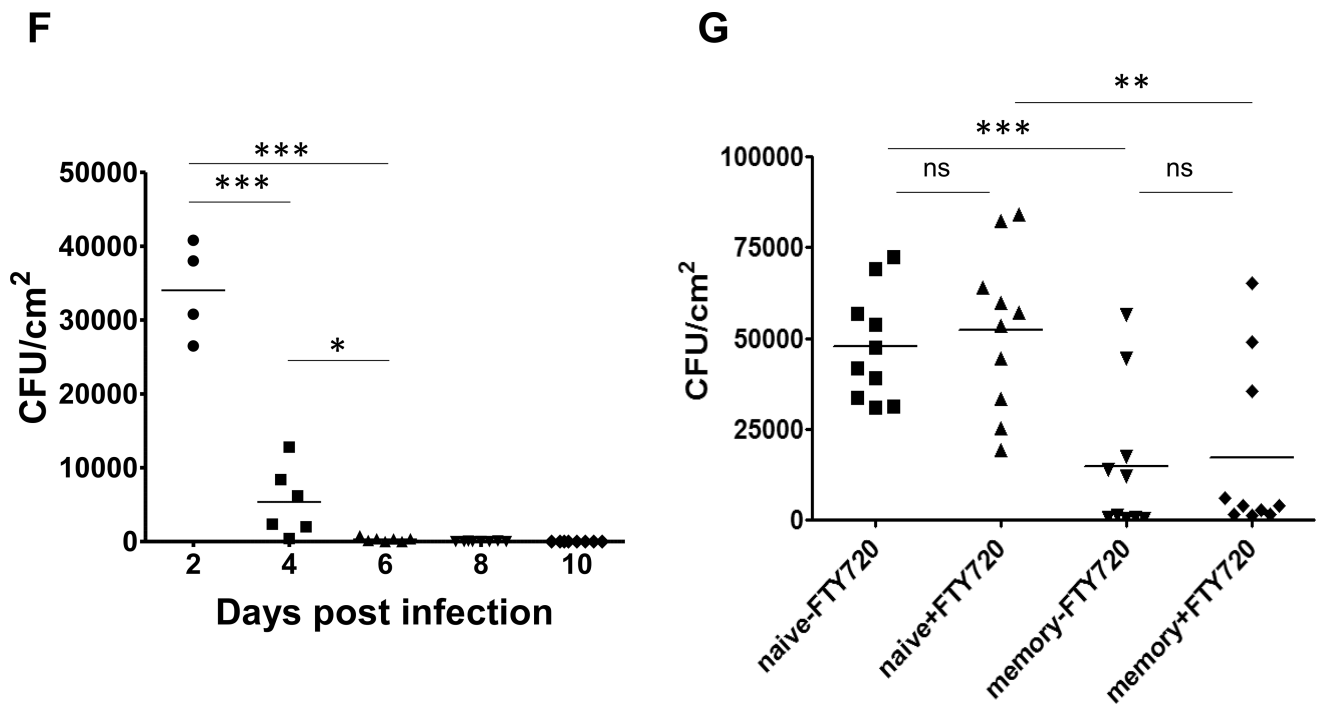 F
***
***
*
50000
40000
30000
20000
10000
0
CFU/cm²
2 4 6 8 10
Days post infection
G
**
***
ns ns
100000
75000
50000
25000
0
CFU/cm²
naive-FTY720
naive+FTY720
memory-FTY720
memory+FTY720